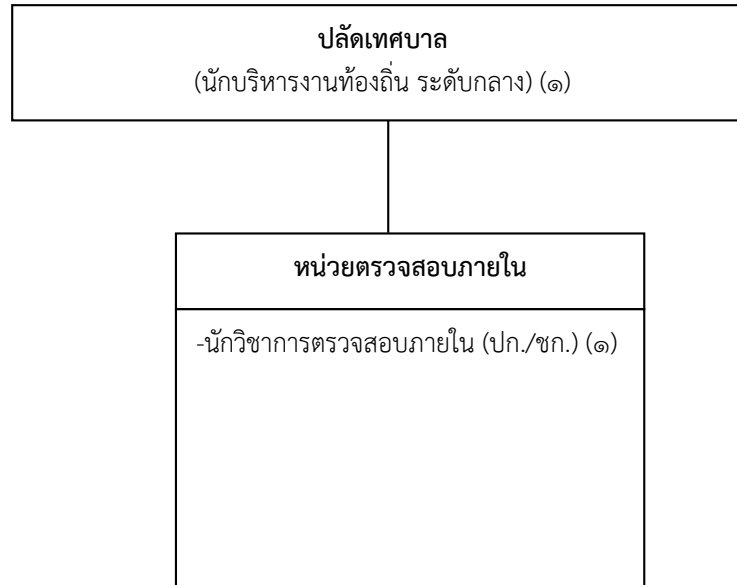 ปลัดเทศบาล
(นักบริหารงานท้องถิ่น ระดับกลาง) (๑)
หน่วยตรวจสอบภายใน
-นักวิชาการตรวจสอบภายใน (ปก./ชก.) (๑)